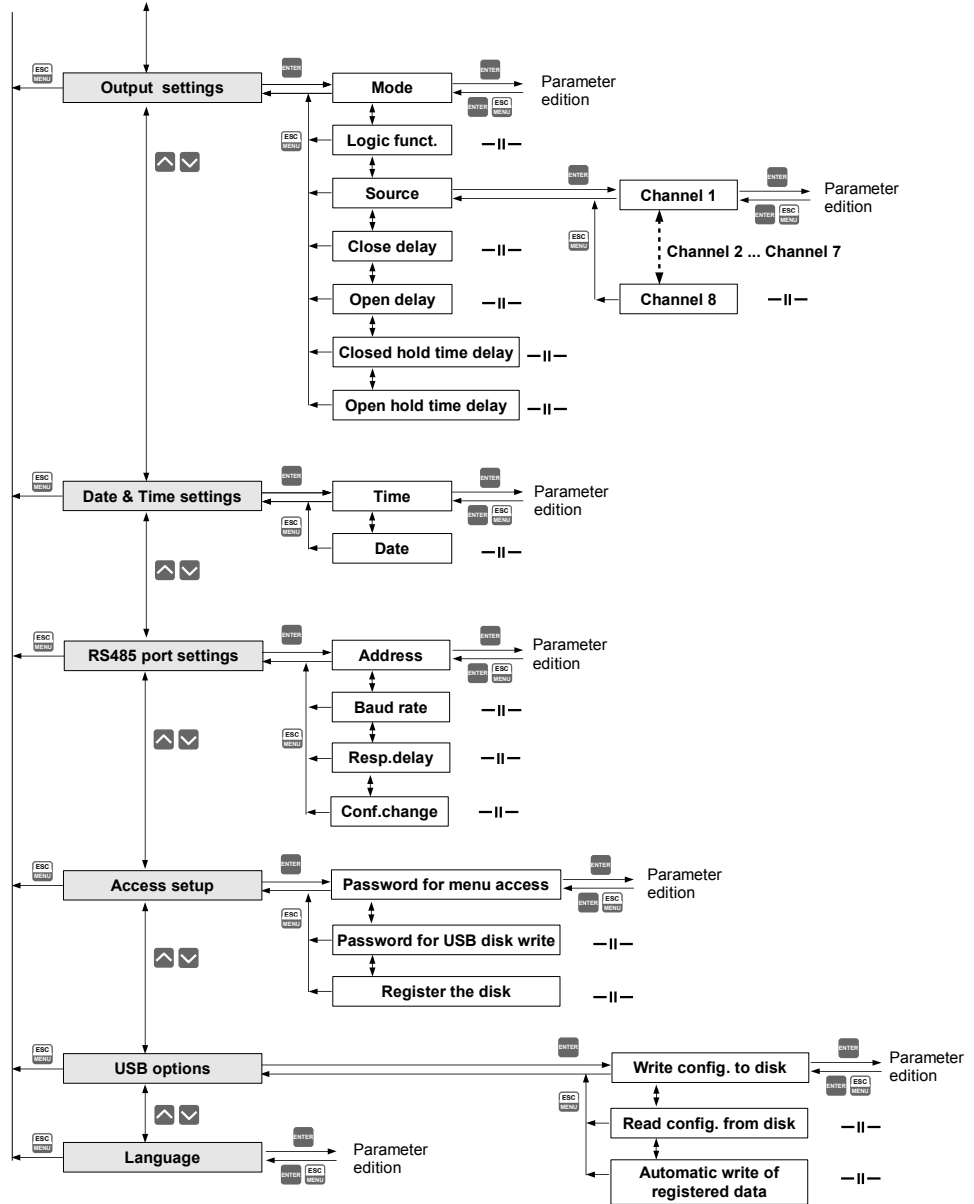 ESC
MENU
Output settings
ENTER
Mode
ENTER
ENTER
ESC
MENU
Parameter
edition
ESC
MENU
Logic funct.
—II—
Source
ENTER
Channel 1
ENTER
ENTER
ESC
MENU
Parameter
edition
ESC
MENU
Close delay
—II—
Channel 2 ... Channel 7
Open delay
—II—
Channel 8
—II—
Closed hold time delay
—II—
Open hold time delay
—II—
ESC
MENU
Date & Time settings
ENTER
Time
ENTER
ENTER
ESC
MENU
Parameter
edition
ESC
MENU
Date
—II—
ESC
MENU
RS485 port settings
ENTER
Address
ENTER
ENTER
ESC
MENU
Parameter
edition
Baud rate
—II—
ESC
MENU
Resp.delay
—II—
Conf.change
—II—
ESC
MENU
Access setup
ENTER
Password for menu access
ENTER
ENTER
ESC
MENU
Parameter
edition
ESC
MENU
Password for USB disk write
—II—
Register the disk
—II—
ESC
MENU
USB options
ENTER
Write config. to disk
ENTER
ENTER
ESC
MENU
Parameter
edition
ESC
MENU
Read config. from disk
—II—
ESC
MENU
Language
ENTER
ENTER
ESC
MENU
Parameter
edition
Automatic write of
registered data
—II—